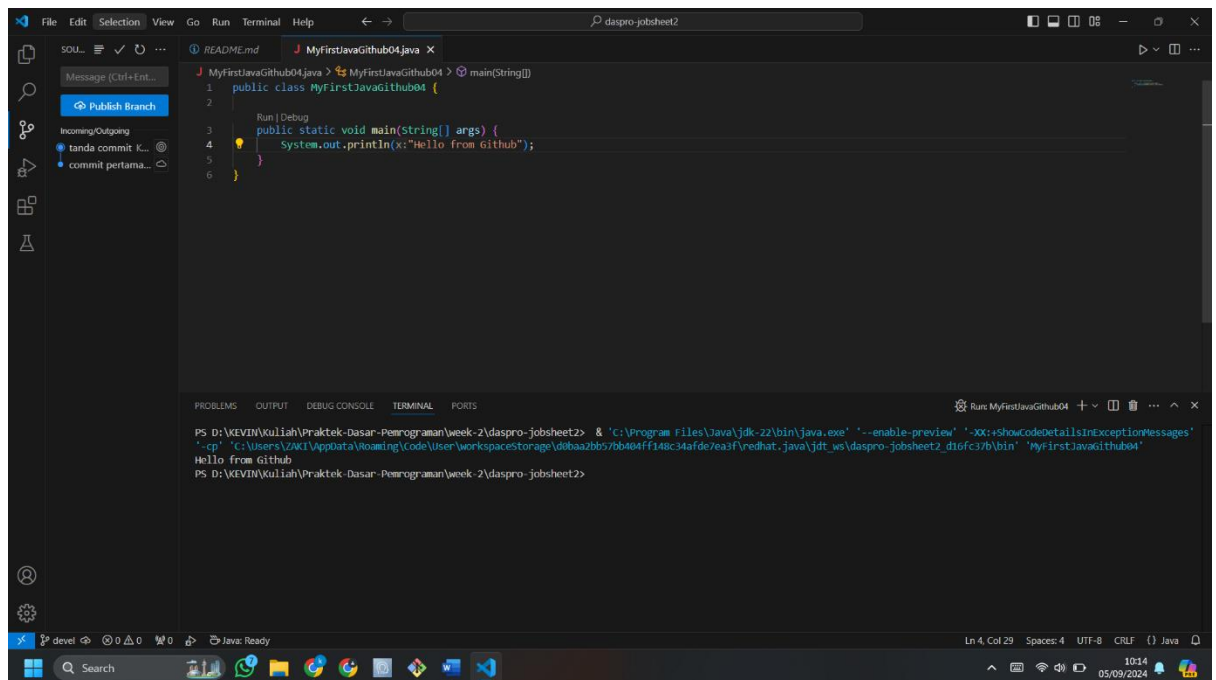 File Edit Selection View Go Run Terminal Help
daspro-jobsheet2
SOU...
README.md
J MyFirstJavaGithub04.java
Message (Ctrl+Ent...
Publish Branch
Incoming/Outgoing
tanda commit K...
commit pertama...
J MyFirstJavaGithub04.java > MyFirstJavaGithub04 > main(String[])
1 public class MyFirstJavaGithub04 {
2
Run | Debug
3 public static void main(String[] args) {
4 System.out.println(x:"Hello from Github");
5 }
6 }
PROBLEMS OUTPUT DEBUG CONSOLE TERMINAL PORTS
Run: MyFirstJavaGithub04
PS D:\KEVIN\Kuliah\Praktek-Dasar-Pemrograman\week-2\daspro-jobsheet2> & 'C:\Program Files\Java\jdk-22\bin\java.exe' '--enable-preview' '-XX:+ShowCodeDetailsInExceptionMessages'
'-cp' 'C:\Users\ZAKI\AppData\Roaming\Code\User\workspaceStorage\d0baa2bb57bb404ff148c34afde7ea3f\redhat.java\jdt_ws\daspro-jobsheet2_d16fc37b\bin' 'MyFirstJavaGithub04'
Hello from Github
PS D:\KEVIN\Kuliah\Praktek-Dasar-Pemrograman\week-2\daspro-jobsheet2>
devel 0 0 0 Java: Ready
Ln 4, Col 29 Spaces: 4 UTF-8 CRLF {} Java
Search
10:14
05/09/2024